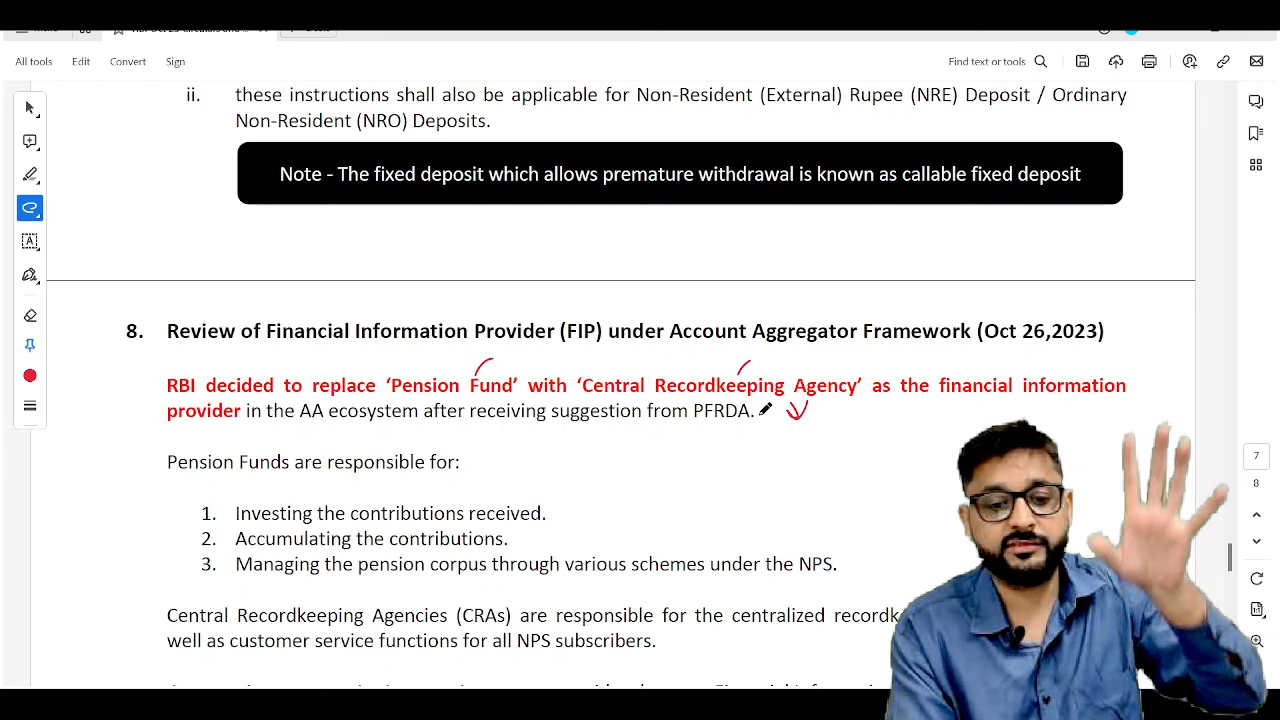 All tools Edit Convert Sign Find text or tools
ii. these instructions shall also be applicable for Non-Resident (External) Rupee (NRE) Deposit / Ordinary
Non-Resident (NRO) Deposits.
Note - The fixed deposit which allows premature withdrawal is known as callable fixed deposit
8. Review of Financial Information Provider (FIP) under Account Aggregator Framework (Oct 26,2023)
RBI decided to replace ‘Pension Fund’ with ‘Central Recordkeeping Agency’ as the financial information
provider in the AA ecosystem after receiving suggestion from PFRDA.
Pension Funds are responsible for:
1. Investing the contributions received.
2. Accumulating the contributions.
3. Managing the pension corpus through various schemes under the NPS.
Central Recordkeeping Agencies (CRAs) are responsible for the centralized
well as customer service functions for all NPS subscribers.
7
8